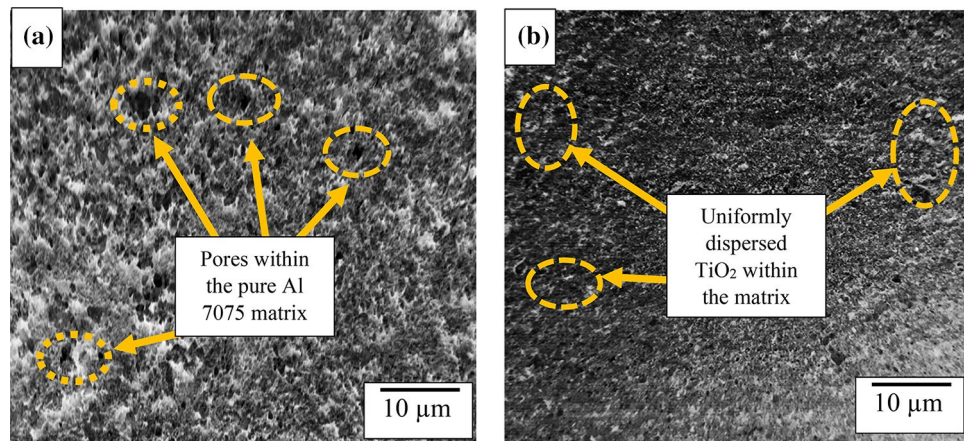 (a)
Pores within
the pure Al
7075 matrix
10 µm
(b)
Uniformly
dispersed
TiO₂ within
the matrix
10 µm